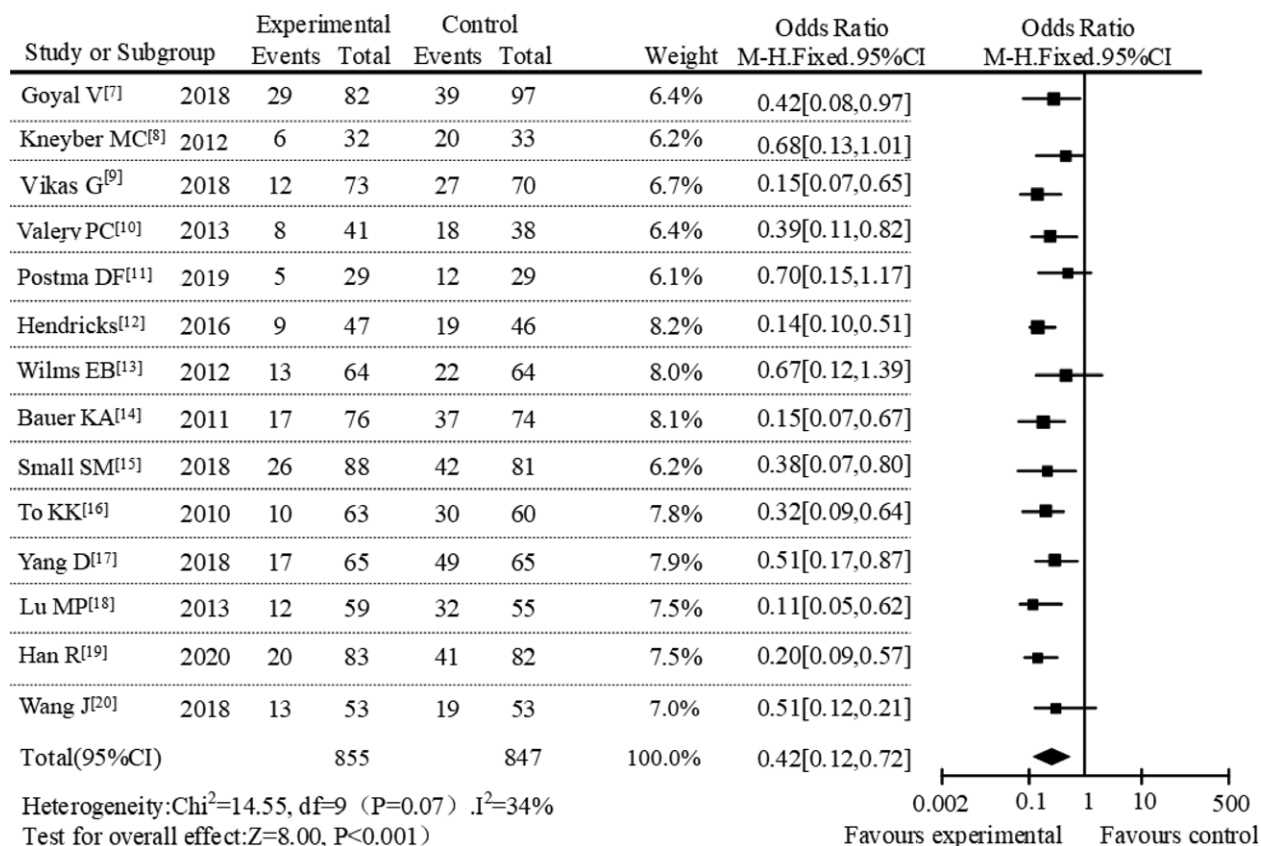 Experimental Control Odds Ratio Odds Ratio
Study or Subgroup Events Total Events Total Weight M-H.Fixed.95%CI M-H.Fixed.95%CI
Goyal V[7] 2018 29 82 39 97 6.4% 0.42[0.08,0.97]
Kneyber MC[8] 2012 6 32 20 33 6.2% 0.68[0.13,1.01]
Vikas G[9] 2018 12 73 27 70 6.7% 0.15[0.07,0.65]
Valery PC[10] 2013 8 41 18 38 6.4% 0.39[0.11,0.82]
Postma DF[11] 2019 5 29 12 29 6.1% 0.70[0.15,1.17]
Hendricks[12] 2016 9 47 19 46 8.2% 0.14[0.10,0.51]
Wilms EB[13] 2012 13 64 22 64 8.0% 0.67[0.12,1.39]
Bauer KA[14] 2011 17 76 37 74 8.1% 0.15[0.07,0.67]
Small SM[15] 2018 26 88 42 81 6.2% 0.38[0.07,0.80]
To KK[16] 2010 10 63 30 60 7.8% 0.32[0.09,0.64]
Yang D[17] 2018 17 65 49 65 7.9% 0.51[0.17,0.87]
Lu MP[18] 2013 12 59 32 55 7.5% 0.11[0.05,0.62]
Han R[19] 2020 20 83 41 82 7.5% 0.20[0.09,0.57]
Wang J[20] 2018 13 53 19 53 7.0% 0.51[0.12,0.21]
Total(95%CI) 855 847 100.0% 0.42[0.12,0.72]
Heterogeneity:Chi²=14.55, df=9（P=0.07）.I²=34%
Test for overall effect:Z=8.00, P<0.001）
0.002 0.1 1 10 500
Favours experimental Favours control